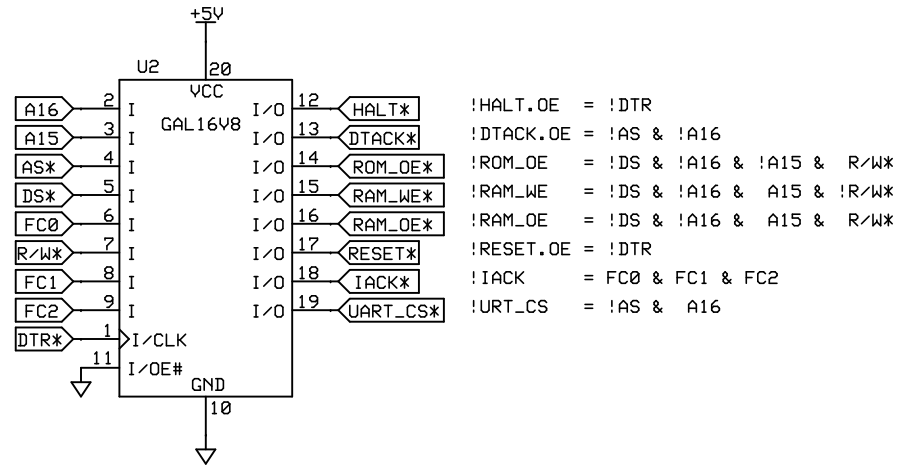 +5V
U2
20
VCC
GAL16V8
A16 2 I I/O 12 HALT* !HALT.OE = !DTR
A15 3 I I/O 13 DTACK* !DTACK.OE = !AS & !A16
AS* 4 I I/O 14 ROM_OE* !ROM_OE = !DS & !A16 & !A15 & R/W*
DS* 5 I I/O 15 RAM_WE* !RAM_WE = !DS & !A16 & A15 & !R/W*
FC0 6 I I/O 16 RAM_OE* !RAM_OE = !DS & !A16 & A15 & R/W*
R/W* 7 I I/O 17 RESET* !RESET.OE = !DTR
FC1 8 I I/O 18 IACK* !IACK = FC0 & FC1 & FC2
FC2 9 I I/O 19 UART_CS* !URT_CS = !AS & A16
DTR* 1 I/CLK
11 I/OE#
GND
10